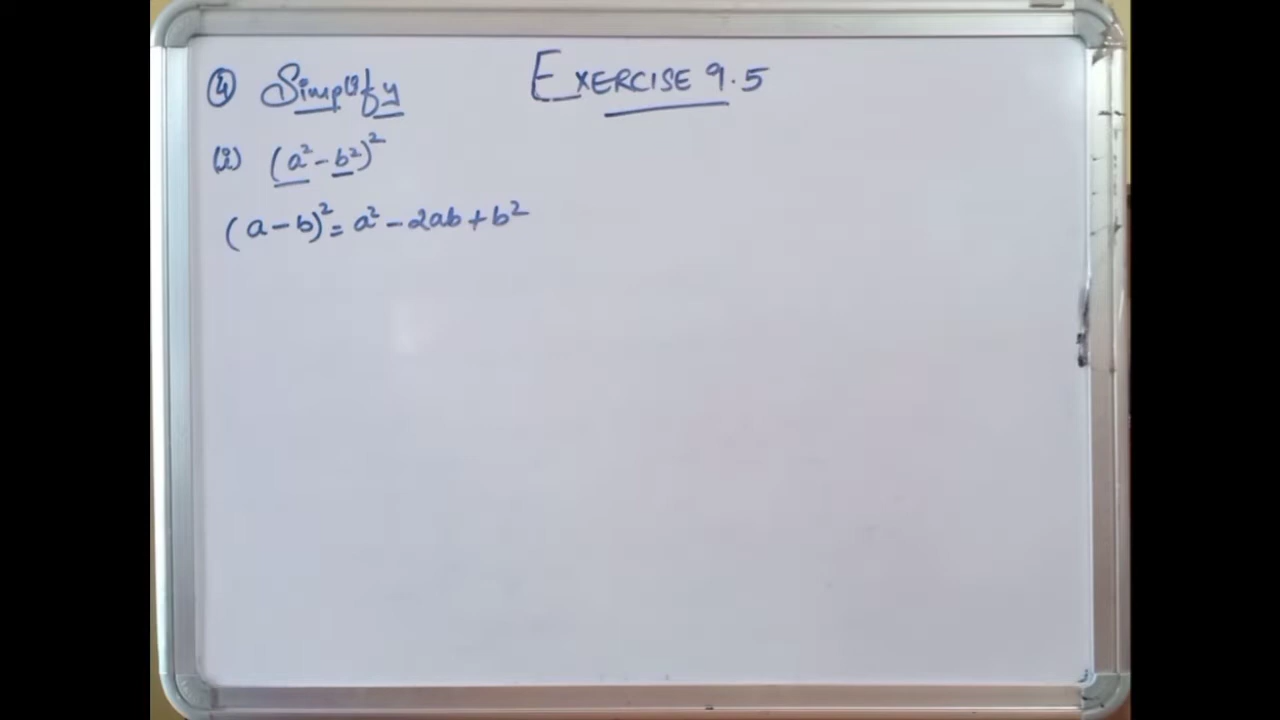 ④ Simplify
EXERCISE 9.5
(i) (a² - b²)²
(a - b)² = a² - 2ab + b²